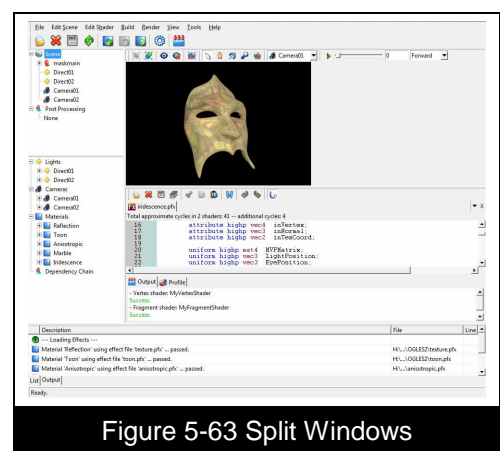 File Edit Scene Edit Shader Build Render View Tools Help
Camera01 0 Forward
Scene
maskmain
Direct01
Direct02
Camera01
Camera02
Post Processing
None
Lights
Direct01
Direct02
Cameras
Camera01
Camera02
Materials
Reflection
Toon
Anisotropic
Marble
Iridescence
Dependency Chain
iridescence.pfx
Total approximate cycles in 2 shaders: 41 -- additional cycles: 4
16 attribute highp vec4 inVertex;
17 attribute highp vec3 inNormal;
18 attribute highp vec2 inTexCoord;
19
20 uniform highp mat4 MVPMatrix;
21 uniform highp vec3 LightPosition;
22 uniform highp vec3 EyePosition;
Output Profile
- Vertex shader: MyVertexShader
Success.
- Fragment shader: MyFragmentShader
Success.
Description File Line
--- Loading Effects ---
Material 'Reflection' using effect file 'texture.pfx' ... passed. H:\...\OGLES2\texture.pfx
Material 'Toon' using effect file 'toon.pfx' ... passed. H:\...\OGLES2\toon.pfx
Material 'Anisotropic' using effect file 'anisotropic.pfx' ... passed. H:\...\anisotropic.pfx
List Output
Ready.
Figure 5-63 Split Windows